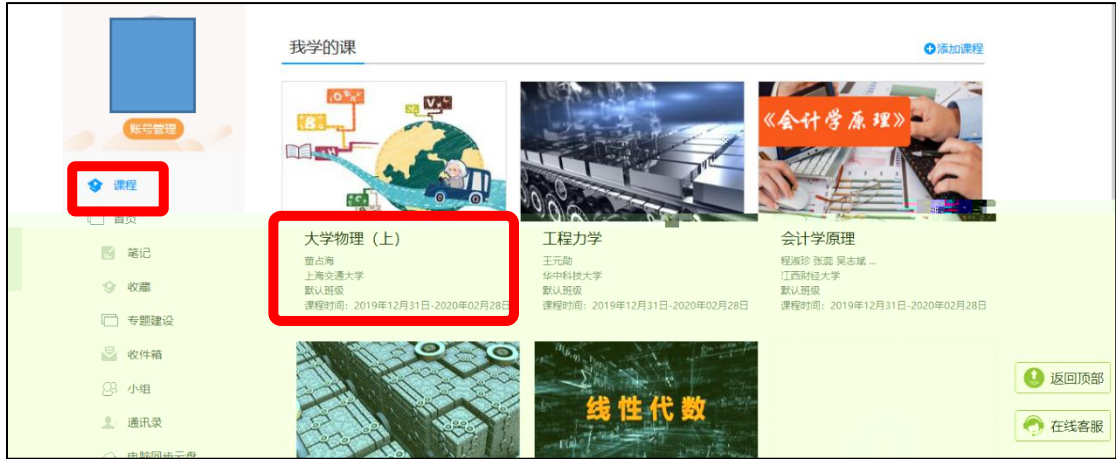 我学的课
添加课程
账号管理
课程
首页
笔记
收藏
专题建设
收件箱
小组
通讯录
电脑同步云盘
《会计学原理》
大学物理（上）
董占海
上海交通大学
默认班级
课程时间：2019年12月31日-2020年02月28日
工程力学
王元勋
华中科技大学
默认班级
课程时间：2019年12月31日-2020年02月28日
会计学原理
程淑珍 张蕊 吴志斌 ...
江西财经大学
默认班级
课程时间：2019年12月31日-2020年02月28日
线性代数
返回顶部
在线客服